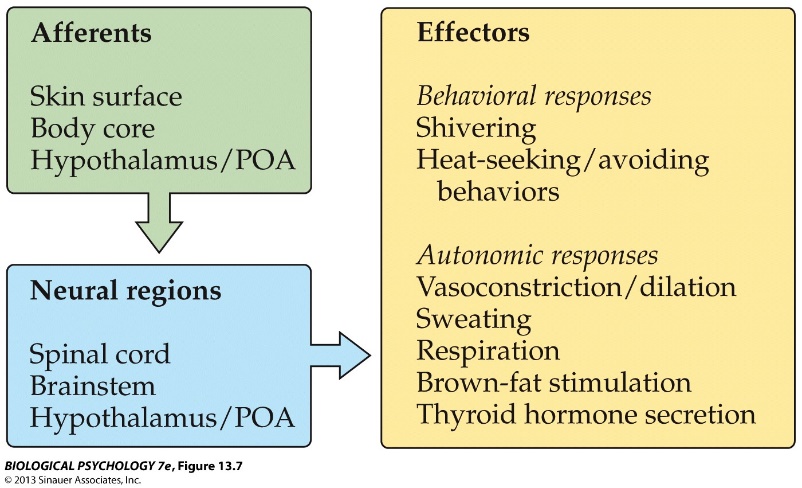 Afferents
Skin surface
Body core
Hypothalamus/POA
Neural regions
Spinal cord
Brainstem
Hypothalamus/POA
Effectors
Behavioral responses
Shivering
Heat-seeking/avoiding
behaviors
Autonomic responses
Vasoconstriction/dilation
Sweating
Respiration
Brown-fat stimulation
Thyroid hormone secretion
BIOLOGICAL PSYCHOLOGY 7e, Figure 13.7
© 2013 Sinauer Associates, Inc.